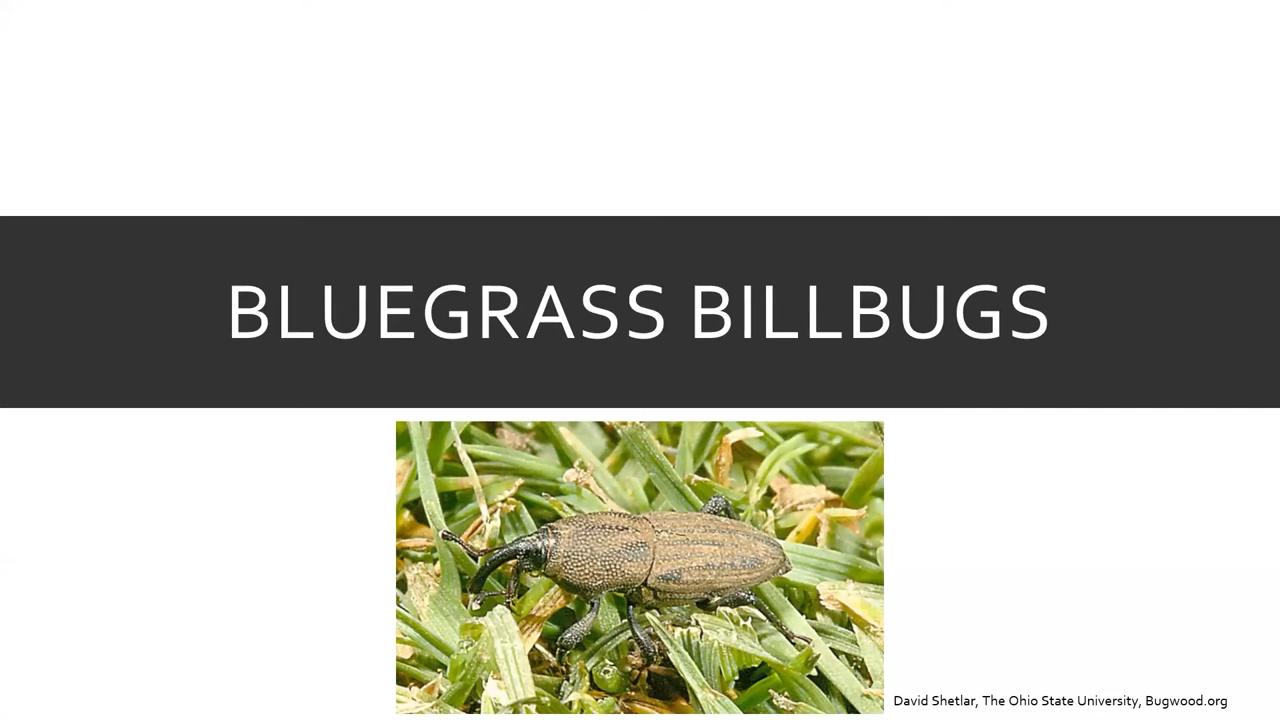 BLUEGRASS BILLBUGS
David Shetlar, The Ohio State University, Bugwood.org